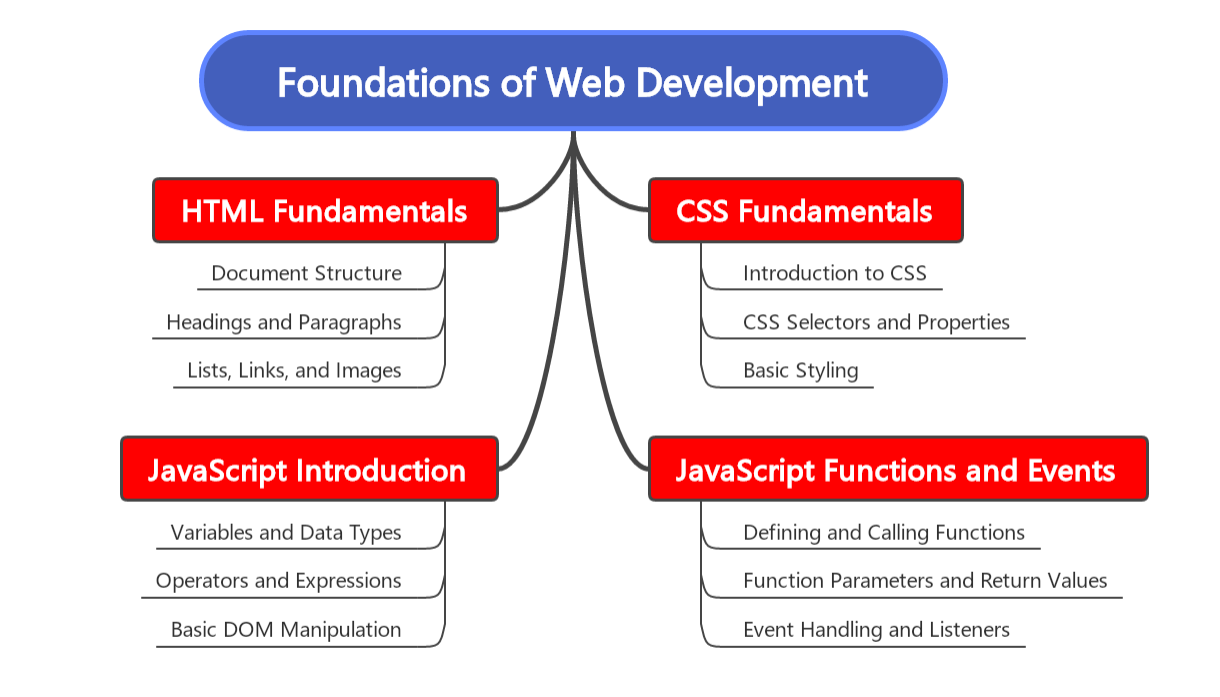 Foundations of Web Development
HTML Fundamentals
Document Structure
Headings and Paragraphs
Lists, Links, and Images
CSS Fundamentals
Introduction to CSS
CSS Selectors and Properties
Basic Styling
JavaScript Introduction
Variables and Data Types
Operators and Expressions
Basic DOM Manipulation
JavaScript Functions and Events
Defining and Calling Functions
Function Parameters and Return Values
Event Handling and Listeners